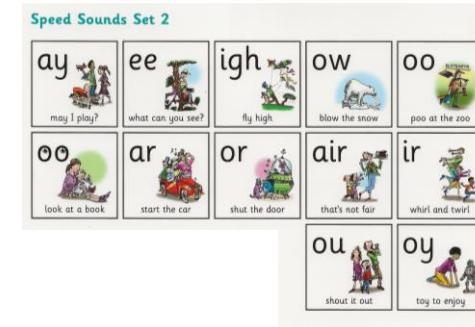 Speed Sounds Set 2
ay ee igh ow oo
may I play? what can you see? fly high blow the snow poo at the zoo
oo ar or air ir
look at a book start the car shut the door that's not fair whirl and twirl
ou oy
shout it out toy to enjoy